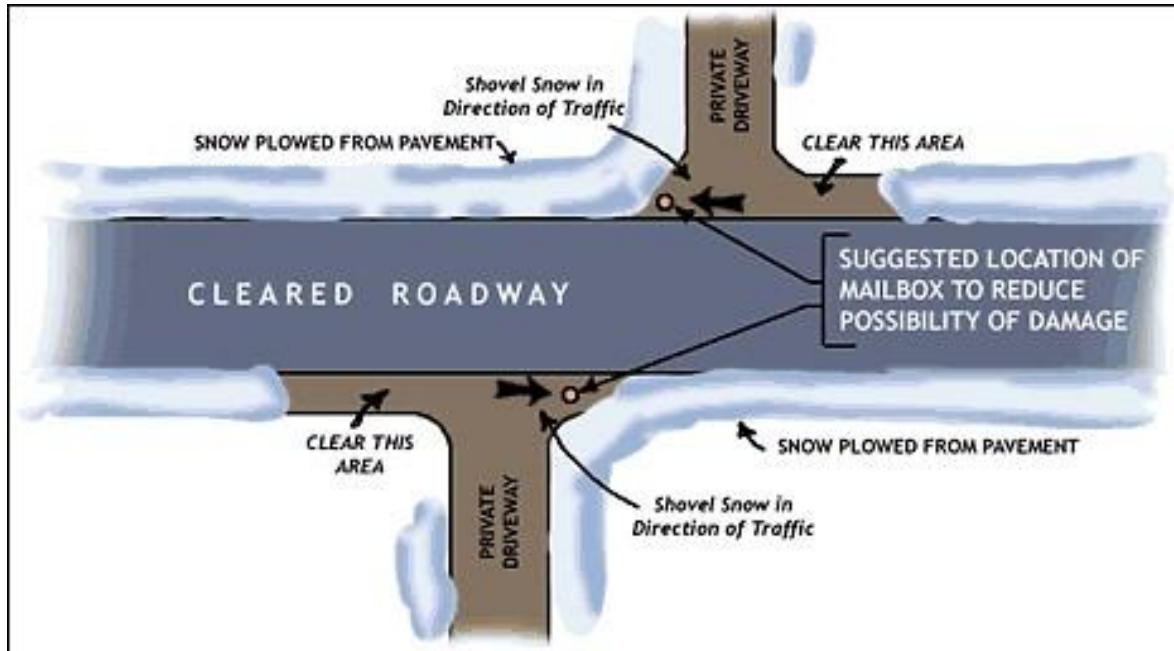 PRIVATE
DRIVEWAY
Shovel Snow in
Direction of Traffic
SNOW PLOWED FROM PAVEMENT
CLEAR THIS AREA
CLEARED ROADWAY
SUGGESTED LOCATION OF
MAILBOX TO REDUCE
POSSIBILITY OF DAMAGE
CLEAR THIS
AREA
SNOW PLOWED FROM PAVEMENT
PRIVATE
DRIVEWAY
Shovel Snow in
Direction of Traffic